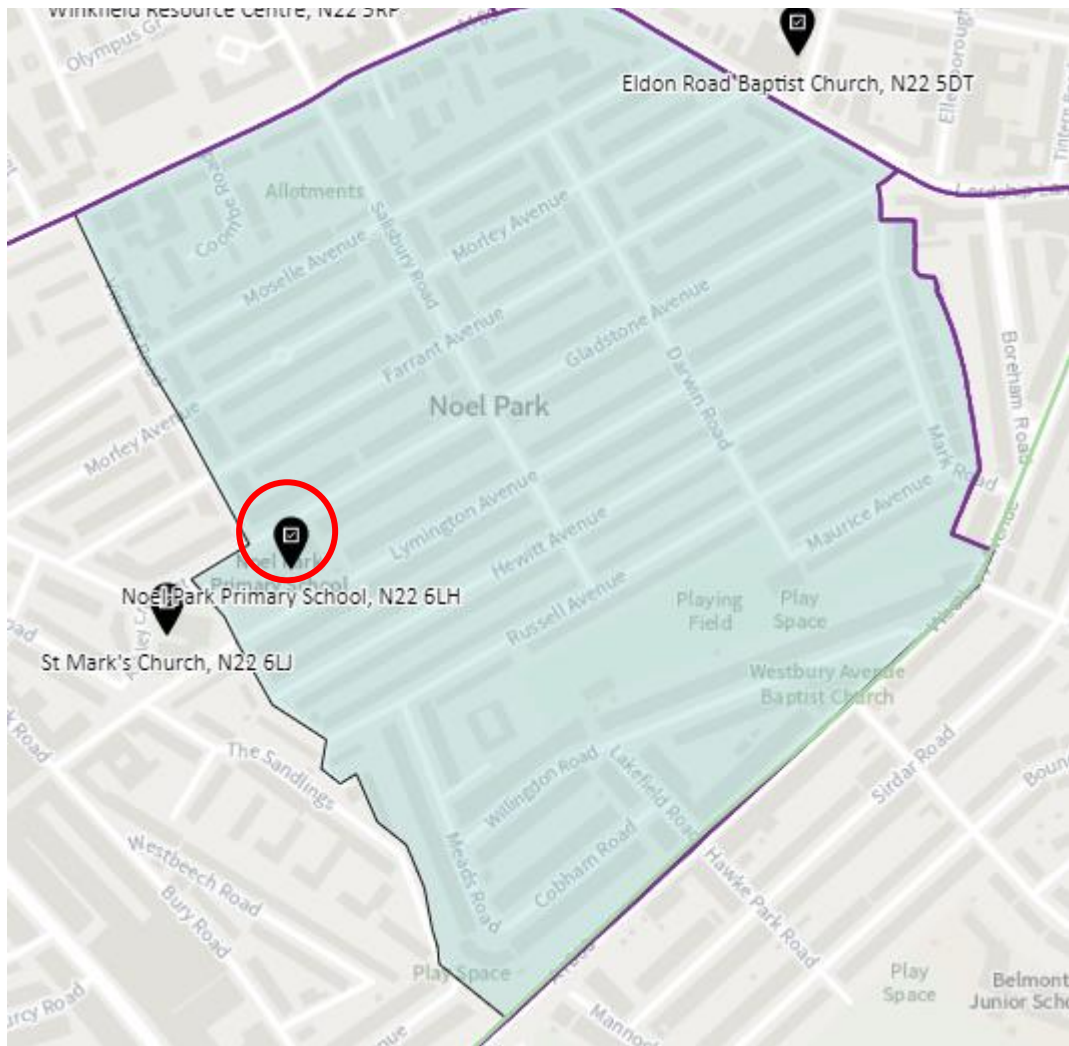 Winkfield Resource Centre, N22 5RP
Olympus Gr
Eldon Road Baptist Church, N22 5DT
Lordship La
Allotments
Coombe Road
Salisbury Road
Moselle Avenue
Morley Avenue
Farrant Avenue
Gladstone Avenue
Darwin Road
Boreham Road
Noel Park
Morley Avenue
Mark Road
Lymington Avenue
Hewitt Avenue
Maurice Avenue
Noel Park
Primary School
Noel Park Primary School, N22 6LH
Russell Avenue
Playing
Field
Play
Space
St Mark's Church, N22 6LJ
Westbury Avenue
Baptist Church
The Sandlings
Willingdon Road
Lakefield Road
Sirdar Road
Meads Road
Cobham Road
Westbeech Road
Bury Road
Hawke Park Road
Play Space
Play
Space
Belmont
Junior Scho